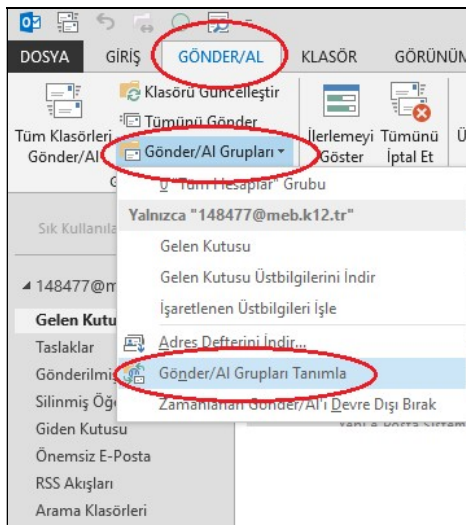 DOSYA GİRİŞ GÖNDER/AL KLASÖR GÖRÜNÜM
Klasörü Güncelleştir
Tümünü Gönder
Gönder/Al Grupları
Tüm Klasörleri
Gönder/Al
İlerlemeyi
Göster
Tümünü
İptal Et
"Tüm Hesaplar" Grubu
Yalnızca "148477@meb.k12.tr"
Gelen Kutusu
Gelen Kutusu Üstbilgilerini İndir
İşaretlenen Üstbilgileri İşle
Adres Defterini İndir...
Gönder/Al Grupları Tanımla
Zamanlanan Gönder/Al'ı Devre Dışı Bırak
Sık Kullanıla
148477@m
Gelen Kutu
Taslaklar
Gönderilmiş
Silinmiş Öğe
Giden Kutusu
Önemsiz E-Posta
RSS Akışları
Arama Klasörleri